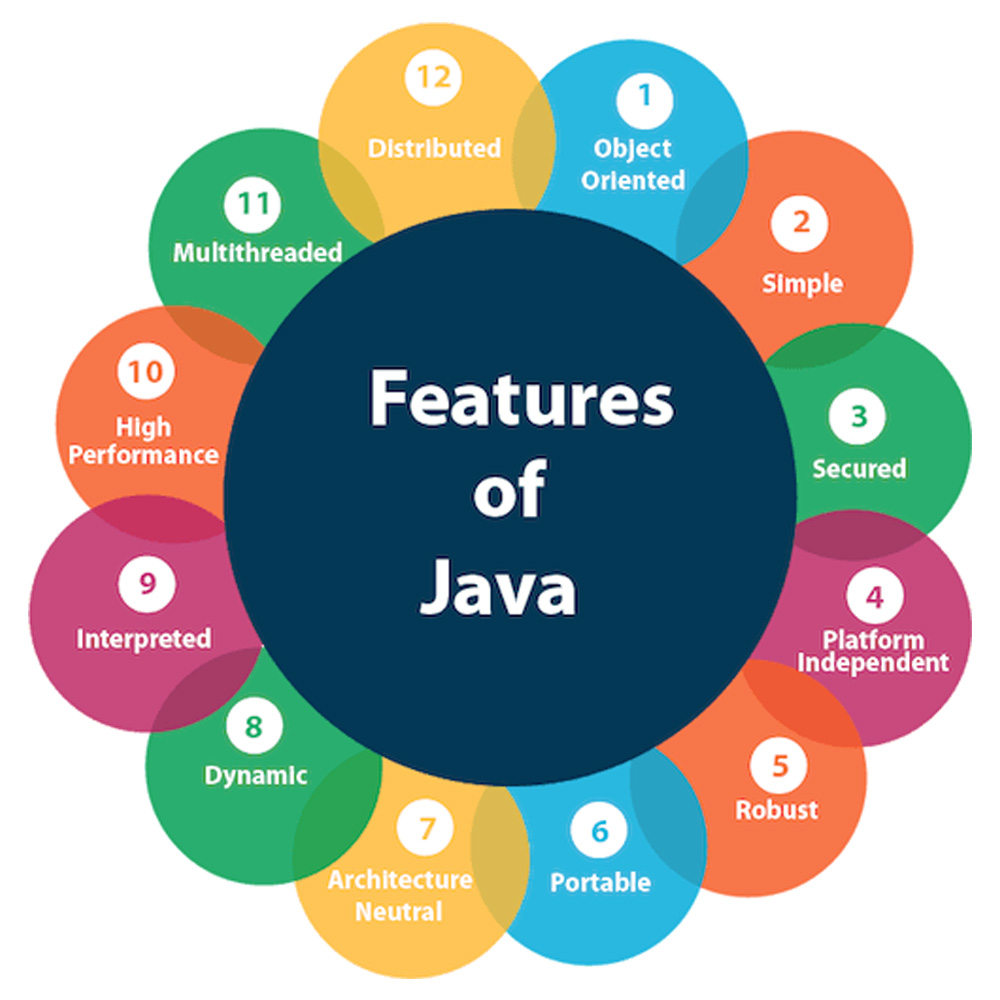 Features
of
Java
1
Object
Oriented
2
Simple
3
Secured
4
Platform
Independent
5
Robust
6
Portable
7
Architecture
Neutral
8
Dynamic
9
Interpreted
10
High
Performance
11
Multithreaded
12
Distributed